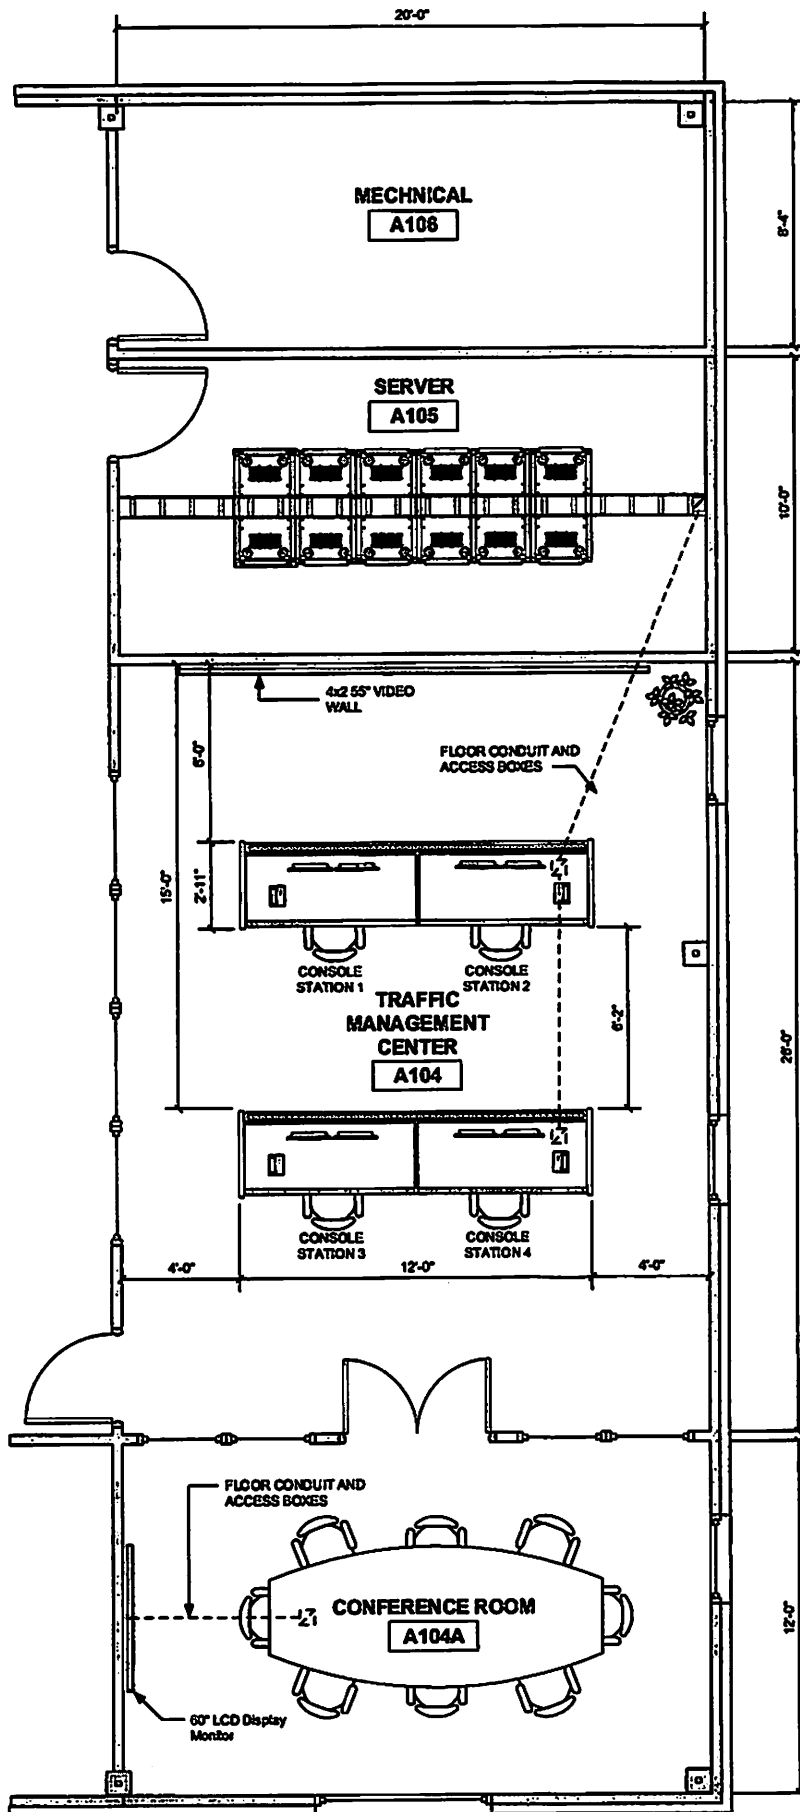 20'-0"
MECHNICAL
A106
8'-4"
SERVER
A105
10'-0"
4x2 55" VIDEO
WALL
6'-0"
FLOOR CONDUIT AND
ACCESS BOXES
15'-0"
2'-11"
CONSOLE
STATION 1
CONSOLE
STATION 2
TRAFFIC
MANAGEMENT
CENTER
A104
6'-2"
26'-0"
CONSOLE
STATION 3
CONSOLE
STATION 4
4'-0"
12'-0"
4'-0"
FLOOR CONDUIT AND
ACCESS BOXES
CONFERENCE ROOM
A104A
12'-0"
60" LCD Display
Monitor